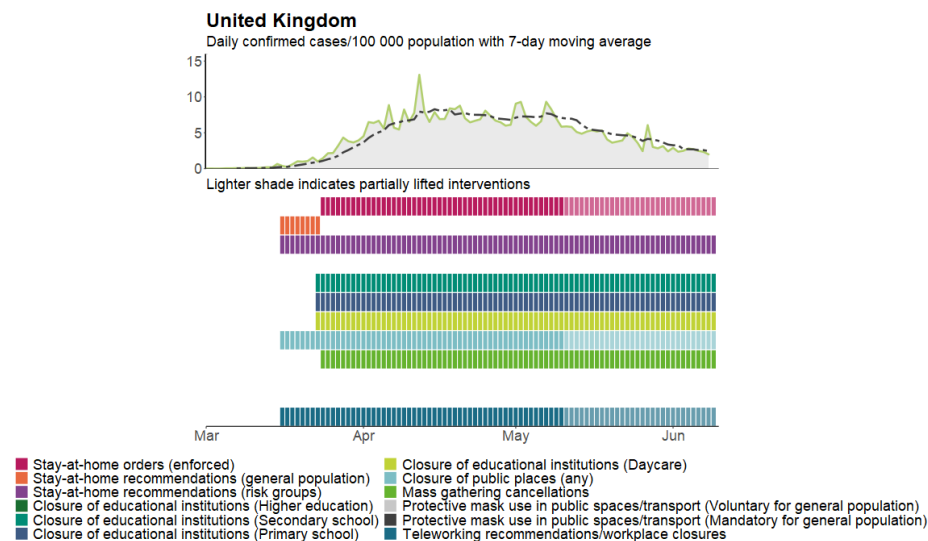 United Kingdom
Daily confirmed cases/100 000 population with 7-day moving average
15
10
5
0
Lighter shade indicates partially lifted interventions
Mar Apr May Jun
Stay-at-home orders (enforced)
Stay-at-home recommendations (general population)
Stay-at-home recommendations (risk groups)
Closure of educational institutions (Higher education)
Closure of educational institutions (Secondary school)
Closure of educational institutions (Primary school)
Closure of educational institutions (Daycare)
Closure of public places (any)
Mass gathering cancellations
Protective mask use in public spaces/transport (Voluntary for general population)
Protective mask use in public spaces/transport (Mandatory for general population)
Teleworking recommendations/workplace closures